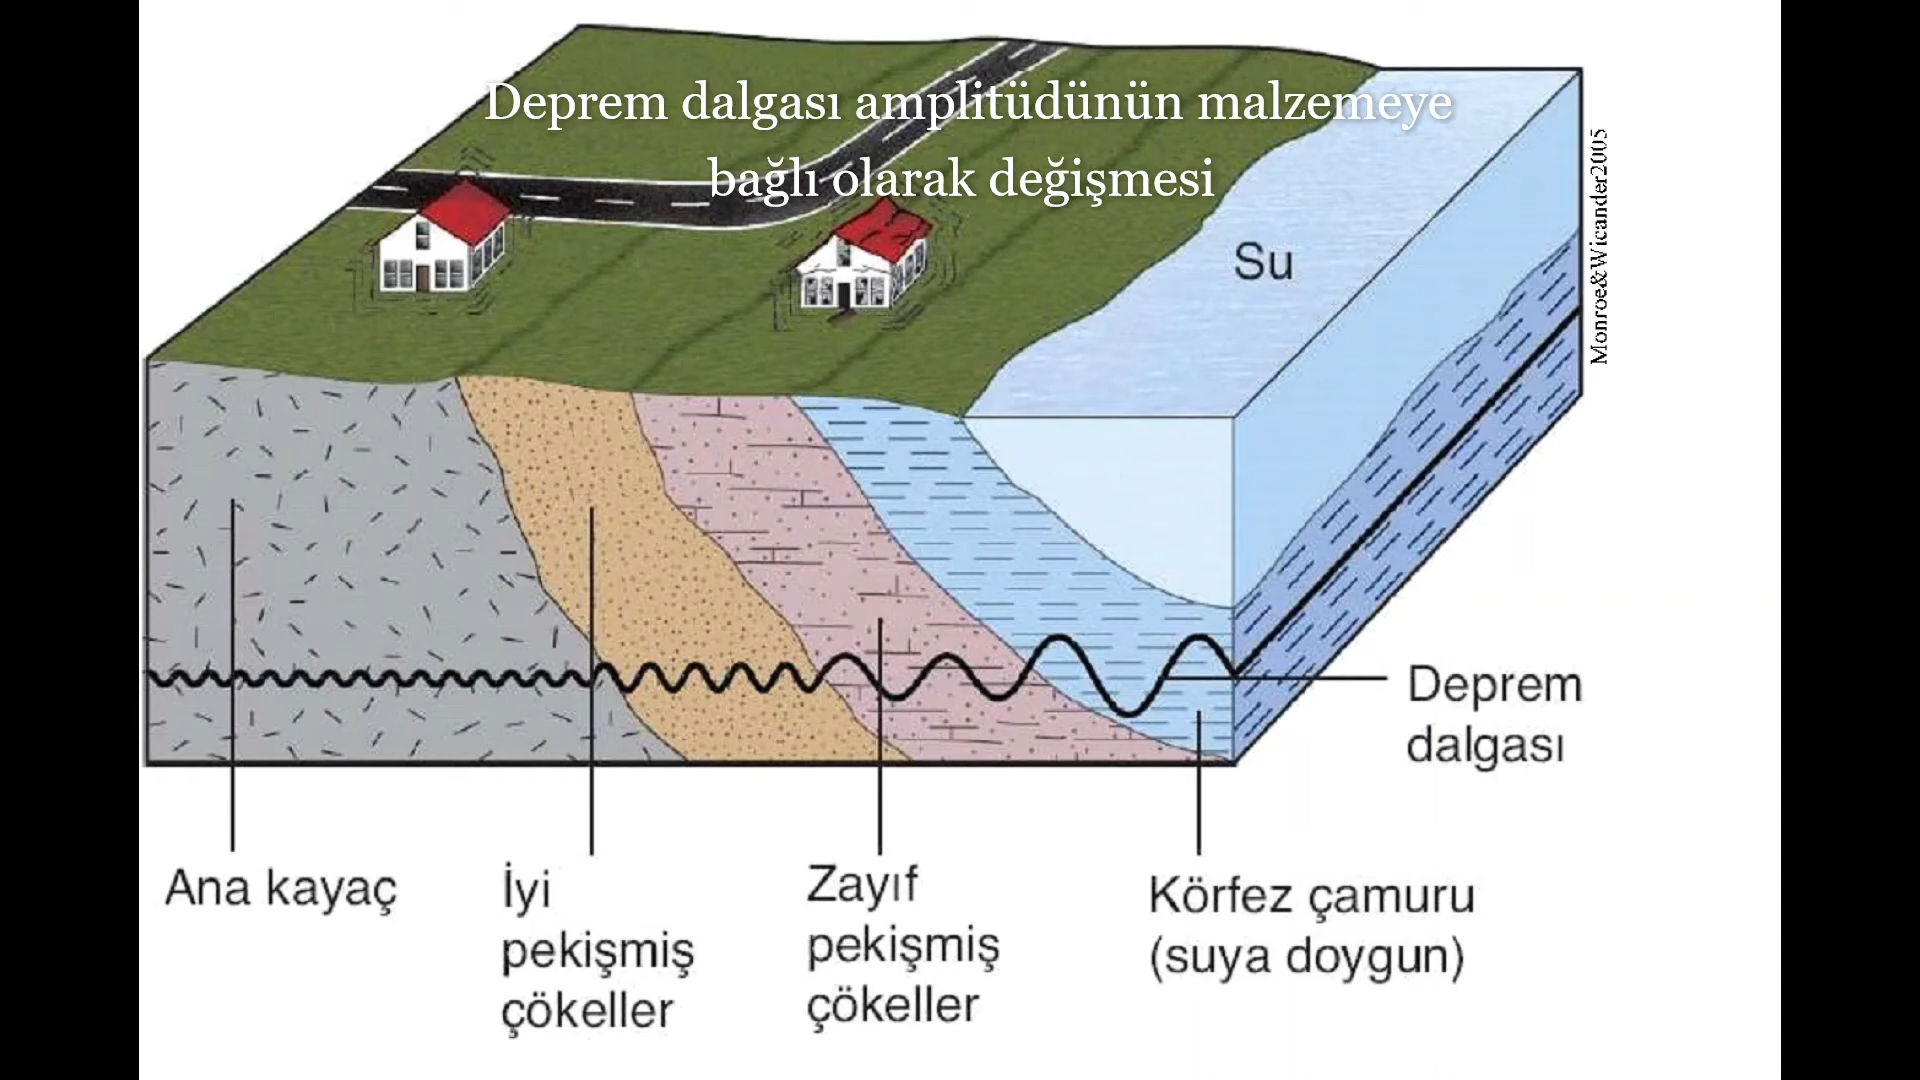 Deprem dalgası amplitüdünün malzemeye
bağlı olarak değişmesi
Su
Monroe&Wicander2005
Deprem
dalgası
Ana kayaç
İyi
pekişmiş
çökeller
Zayıf
pekişmiş
çökeller
Körfez çamuru
(suya doygun)